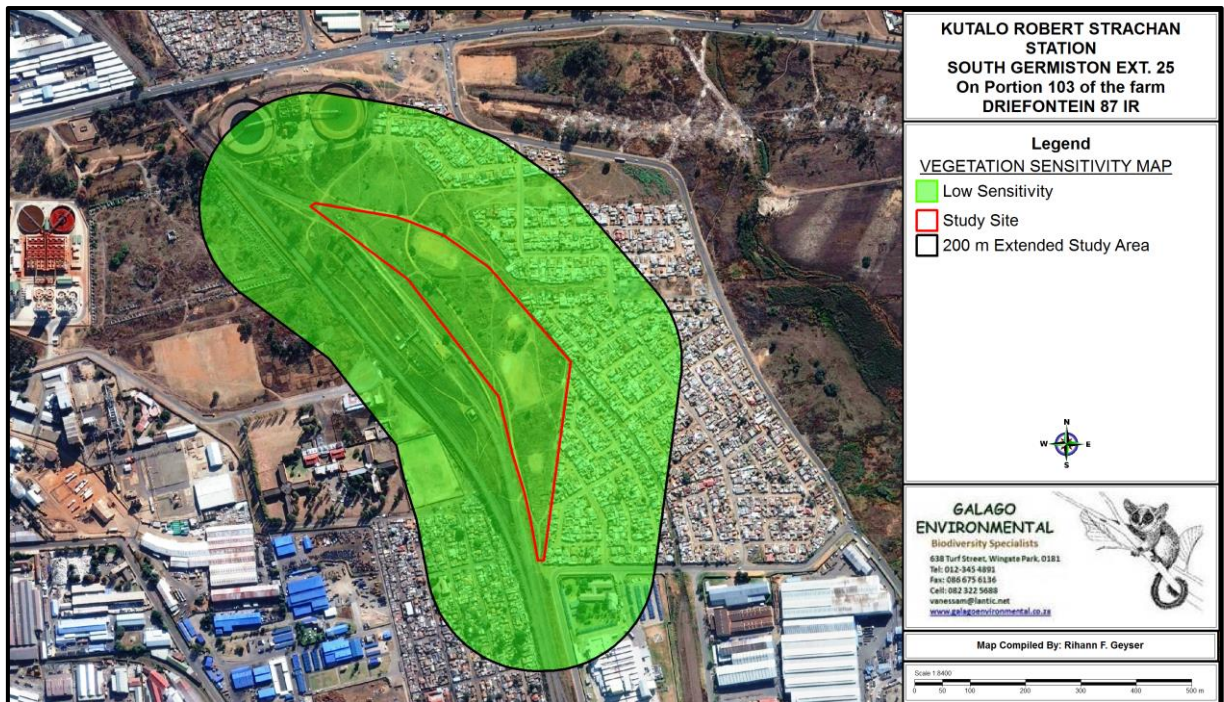 KUTALO ROBERT STRACHAN
STATION
SOUTH GERMISTON EXT. 25
On Portion 103 of the farm
DRIEFONTEIN 87 IR
Legend
VEGETATION SENSITIVITY MAP
Low Sensitivity
Study Site
200 m Extended Study Area
N
W E
S
GALAGO
ENVIRONMENTAL
Biodiversity Specialists
638 Turf Street, Wingate Park, 0181
Tel: 012-345 4891
Fax: 086 675 6136
Cell: 082 322 5688
vanessam@lantic.net
www.galagoenvironmental.co.za
Map Compiled By: Rihann F. Geyser
Scale 1:8400
0 50 100 200 300 400 500 m